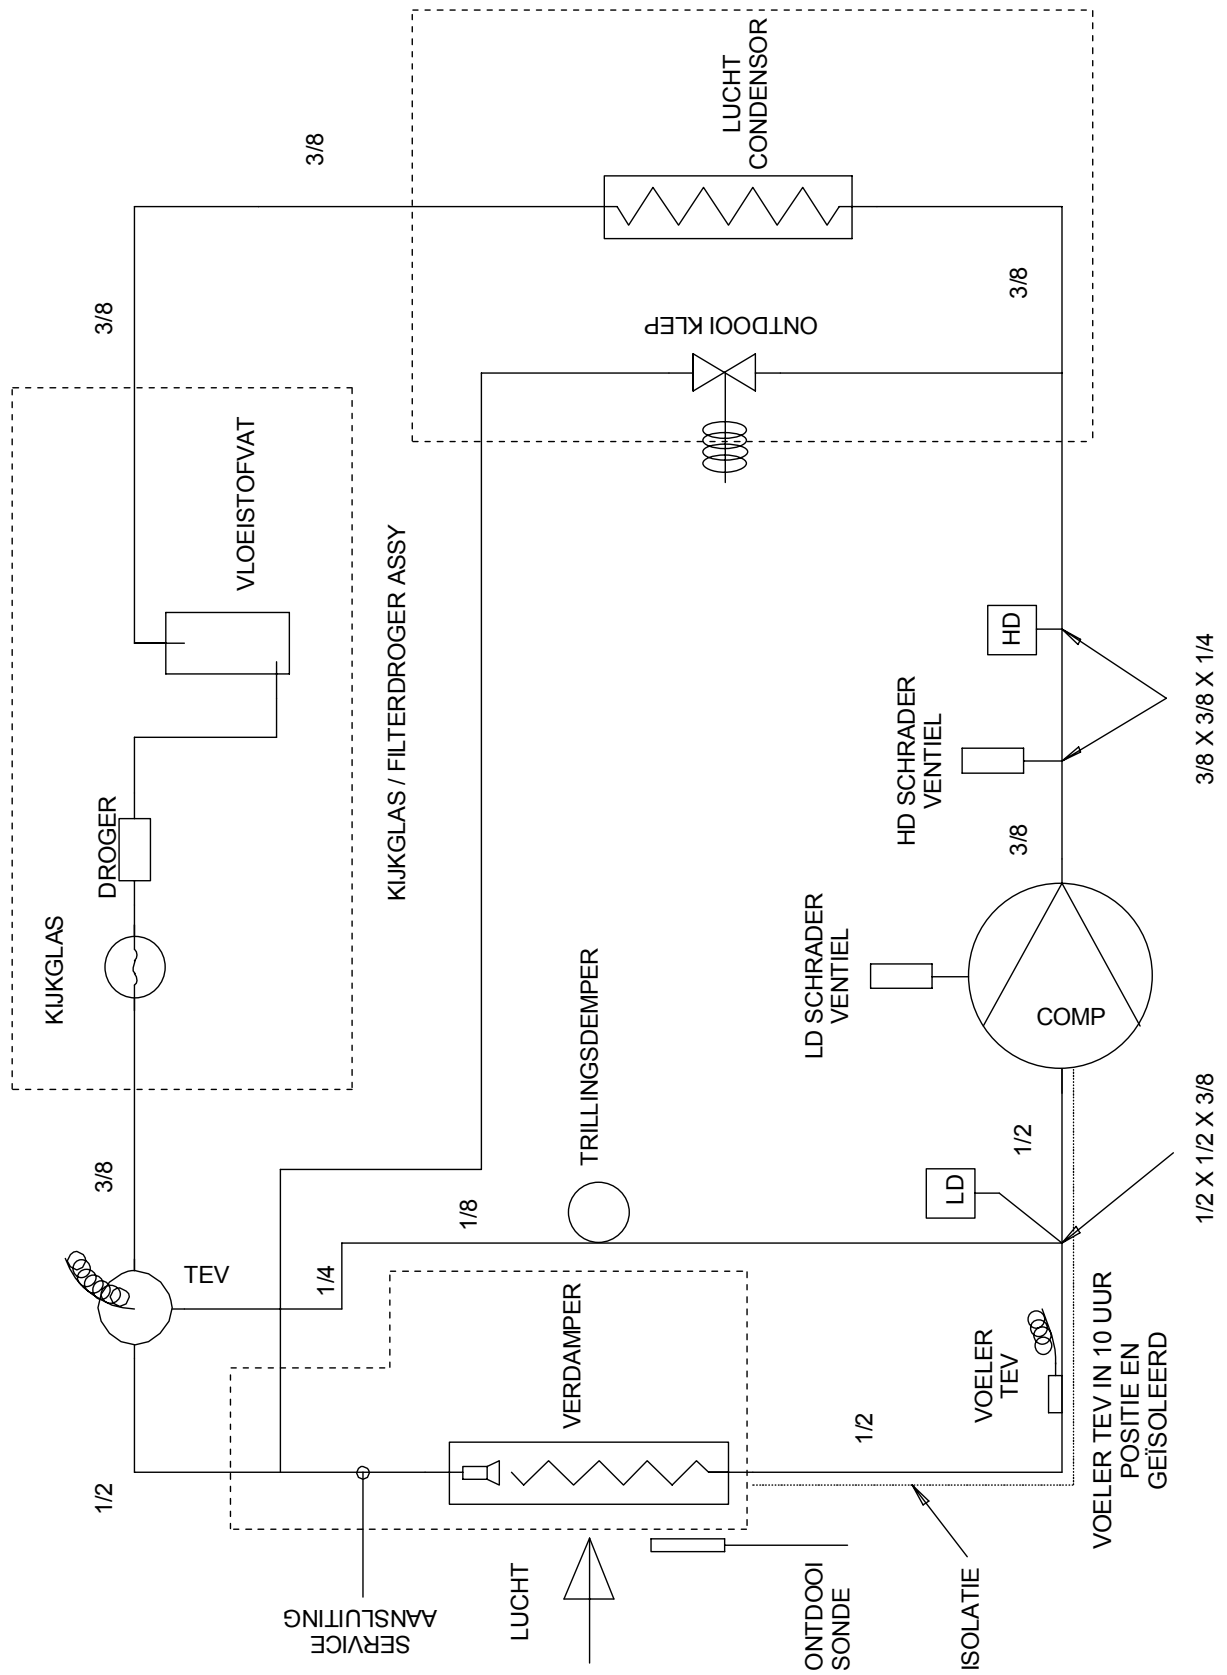 LUCHT
CONDENSOR
3/8
3/8
3/8
ONTDOOI KLEP
VLOEISTOFVAT
KIJKGLAS / FILTERDROGER ASSY
DROGER
KIJKGLAS
HD
HD SCHRADER
VENTIEL
3/8 X 3/8 X 1/4
3/8
LD SCHRADER
VENTIEL
COMP
TRILLINGSDEMPER
3/8
1/8
1/2
LD
1/2 X 1/2 X 3/8
TEV
1/4
VERDAMPER
VOELER
TEV
1/2
VOELER TEV IN 10 UUR
POSITIE EN
GEÏSOLEERD
1/2
SERVICE
AANSLUITING
LUCHT
ONTDOOI
SONDE
ISOLATIE